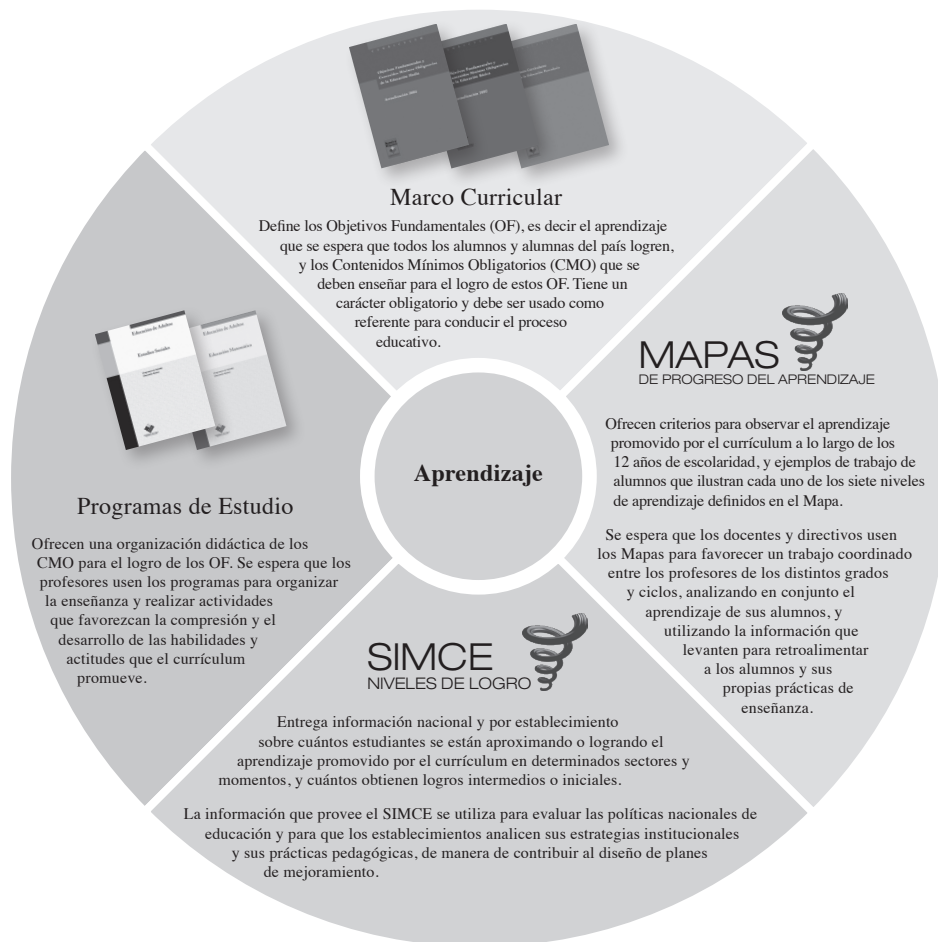 Objetivos Fundamentales y
Contenidos Mínimos Obligatorios
de la Educación Media
Marco Curricular
Define los Objetivos Fundamentales (OF), es decir el aprendizaje
que se espera que todos los alumnos y alumnas del país logren,
y los Contenidos Mínimos Obligatorios (CMO) que se
deben enseñar para el logro de estos OF. Tiene un
carácter obligatorio y debe ser usado como
referente para conducir el proceso
educativo.
MAPAS
DE PROGRESO DEL APRENDIZAJE
Ofrecen criterios para observar el aprendizaje
promovido por el currículum a lo largo de los
12 años de escolaridad, y ejemplos de trabajo de
alumnos que ilustran cada uno de los siete niveles
de aprendizaje definidos en el Mapa.
Se espera que los docentes y directivos usen
los Mapas para favorecer un trabajo coordinado
entre los profesores de los distintos grados
y ciclos, analizando en conjunto el
aprendizaje de sus alumnos, y
utilizando la información que
levanten para retroalimentar
a los alumnos y sus
propias prácticas de
enseñanza.
Aprendizaje
Educación de Adultos
Estudios Sociales
Educación de Adultos
Educación Matemática
Programas de Estudio
Ofrecen una organización didáctica de los
CMO para el logro de los OF. Se espera que los
profesores usen los programas para organizar
la enseñanza y realizar actividades
que favorezcan la compresión y el
desarrollo de las habilidades y
actitudes que el currículum
promueve.
SIMCE
NIVELES DE LOGRO
Entrega información nacional y por establecimiento
sobre cuántos estudiantes se están aproximando o logrando el
aprendizaje promovido por el currículum en determinados sectores y
momentos, y cuántos obtienen logros intermedios o iniciales.
La información que provee el SIMCE se utiliza para evaluar las políticas nacionales de
educación y para que los establecimientos analicen sus estrategias institucionales
y sus prácticas pedagógicas, de manera de contribuir al diseño de planes
de mejoramiento.